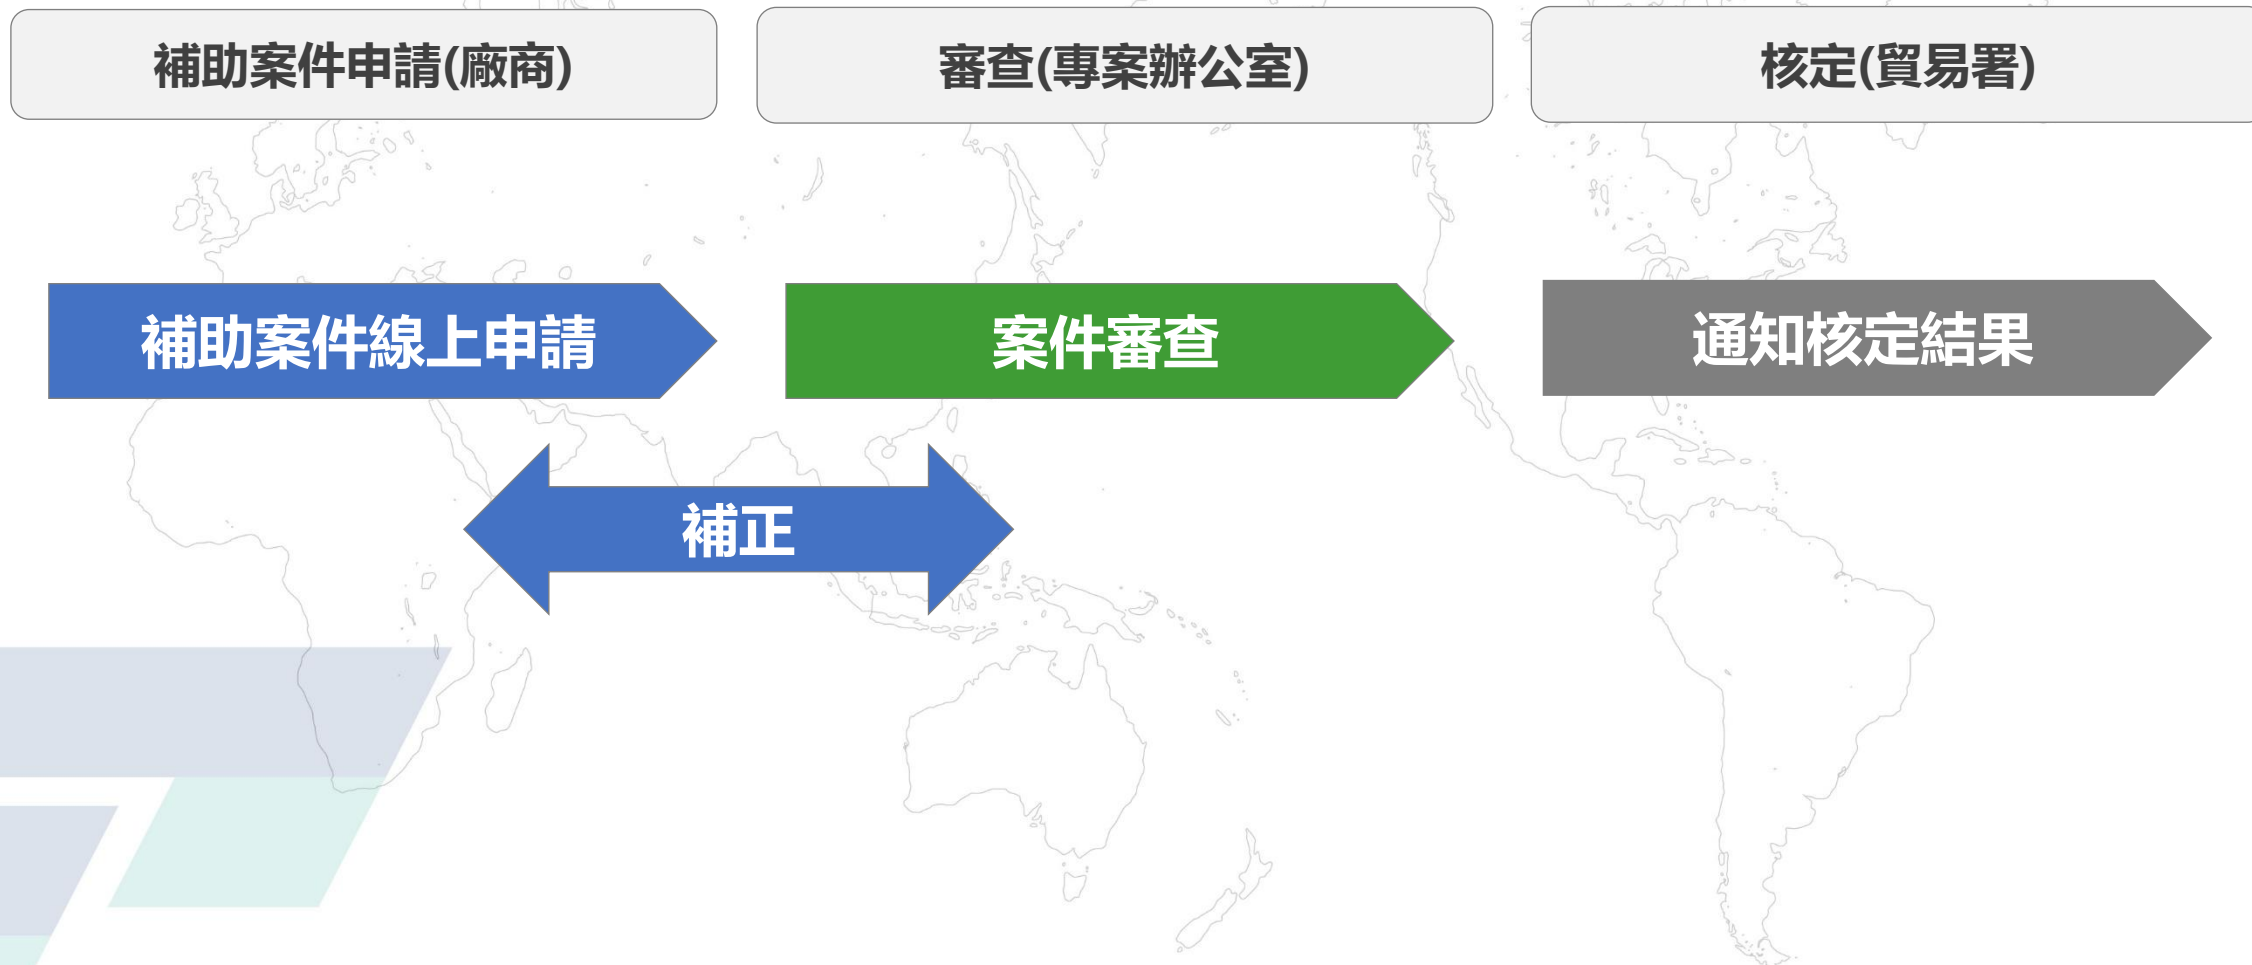 補助案件申請(廠商)
審查(專案辦公室)
核定(貿易署)
補助案件線上申請
案件審查
通知核定結果
補正